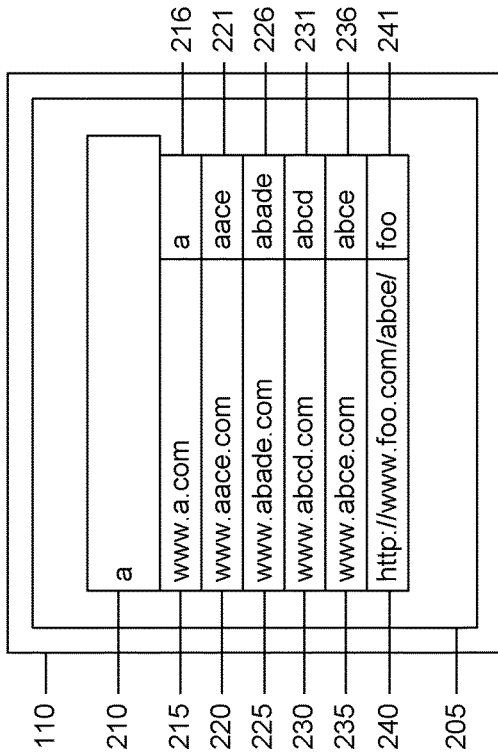 110
210 a
215 www.a.com a 216
220 www.aace.com aace 221
225 www.abade.com abade 226
230 www.abcd.com abcd 231
235 www.abce.com abce 236
240 http://www.foo.com/abce/ foo 241
205